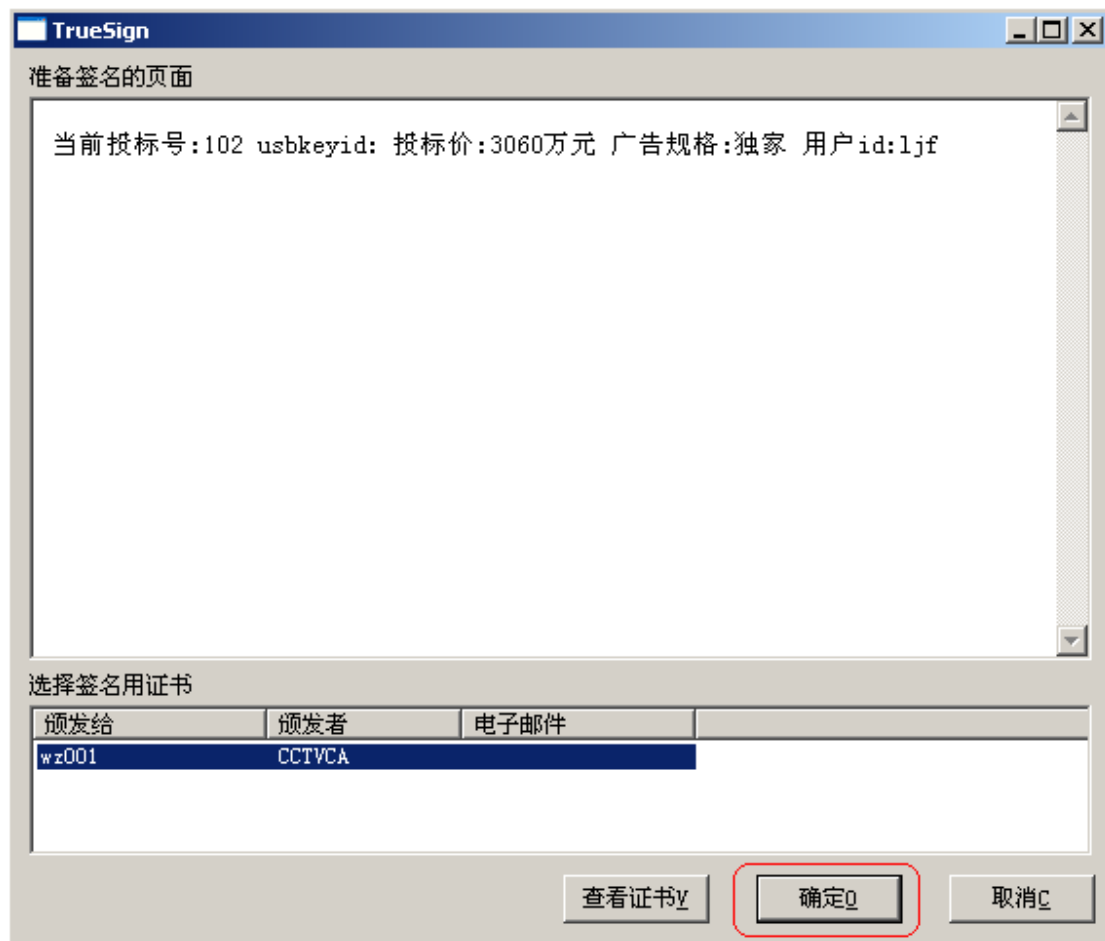 TrueSign
准备签名的页面
当前投标号:102 usbkeyid: 投标价:3060万元 广告规格:独家 用户id:ljf
选择签名用证书
颁发给 颁发者 电子邮件
wz001 CCTVCA
查看证书V 确定O 取消C